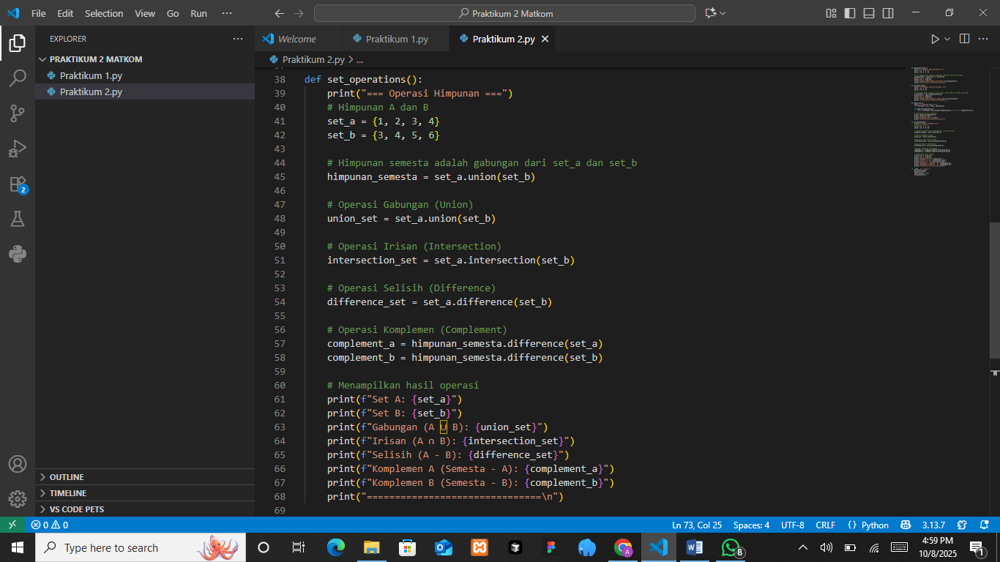 File Edit Selection View Go Run ···
Praktikum 2 Matkom
EXPLORER
PRAKTIKUM 2 MATKOM
Praktikum 1.py
Praktikum 2.py
OUTLINE
TIMELINE
VS CODE PETS
Welcome Praktikum 1.py Praktikum 2.py
Praktikum 2.py > ...
38 def set_operations():
39     print("=== Operasi Himpunan ===")
40     # Himpunan A dan B
41     set_a = {1, 2, 3, 4}
42     set_b = {3, 4, 5, 6}
43
44     # Himpunan semesta adalah gabungan dari set_a dan set_b
45     himpunan_semesta = set_a.union(set_b)
46
47     # Operasi Gabungan (Union)
48     union_set = set_a.union(set_b)
49
50     # Operasi Irisan (Intersection)
51     intersection_set = set_a.intersection(set_b)
52
53     # Operasi Selisih (Difference)
54     difference_set = set_a.difference(set_b)
55
56     # Operasi Komplemen (Complement)
57     complement_a = himpunan_semesta.difference(set_a)
58     complement_b = himpunan_semesta.difference(set_b)
59
60     # Menampilkan hasil operasi
61     print(f"Set A: {set_a}")
62     print(f"Set B: {set_b}")
63     print(f"Gabungan (A ∪ B): {union_set}")
64     print(f"Irisan (A ∩ B): {intersection_set}")
65     print(f"Selisih (A - B): {difference_set}")
66     print(f"Komplemen A (Semesta - A): {complement_a}")
67     print(f"Komplemen B (Semesta - B): {complement_b}")
68     print("===============================\n")
69
2
0 0 Ln 73, Col 25 Spaces: 4 UTF-8 CRLF {} Python 3.13.7
Type here to search
A
8
4:59 PM
10/8/2025
1